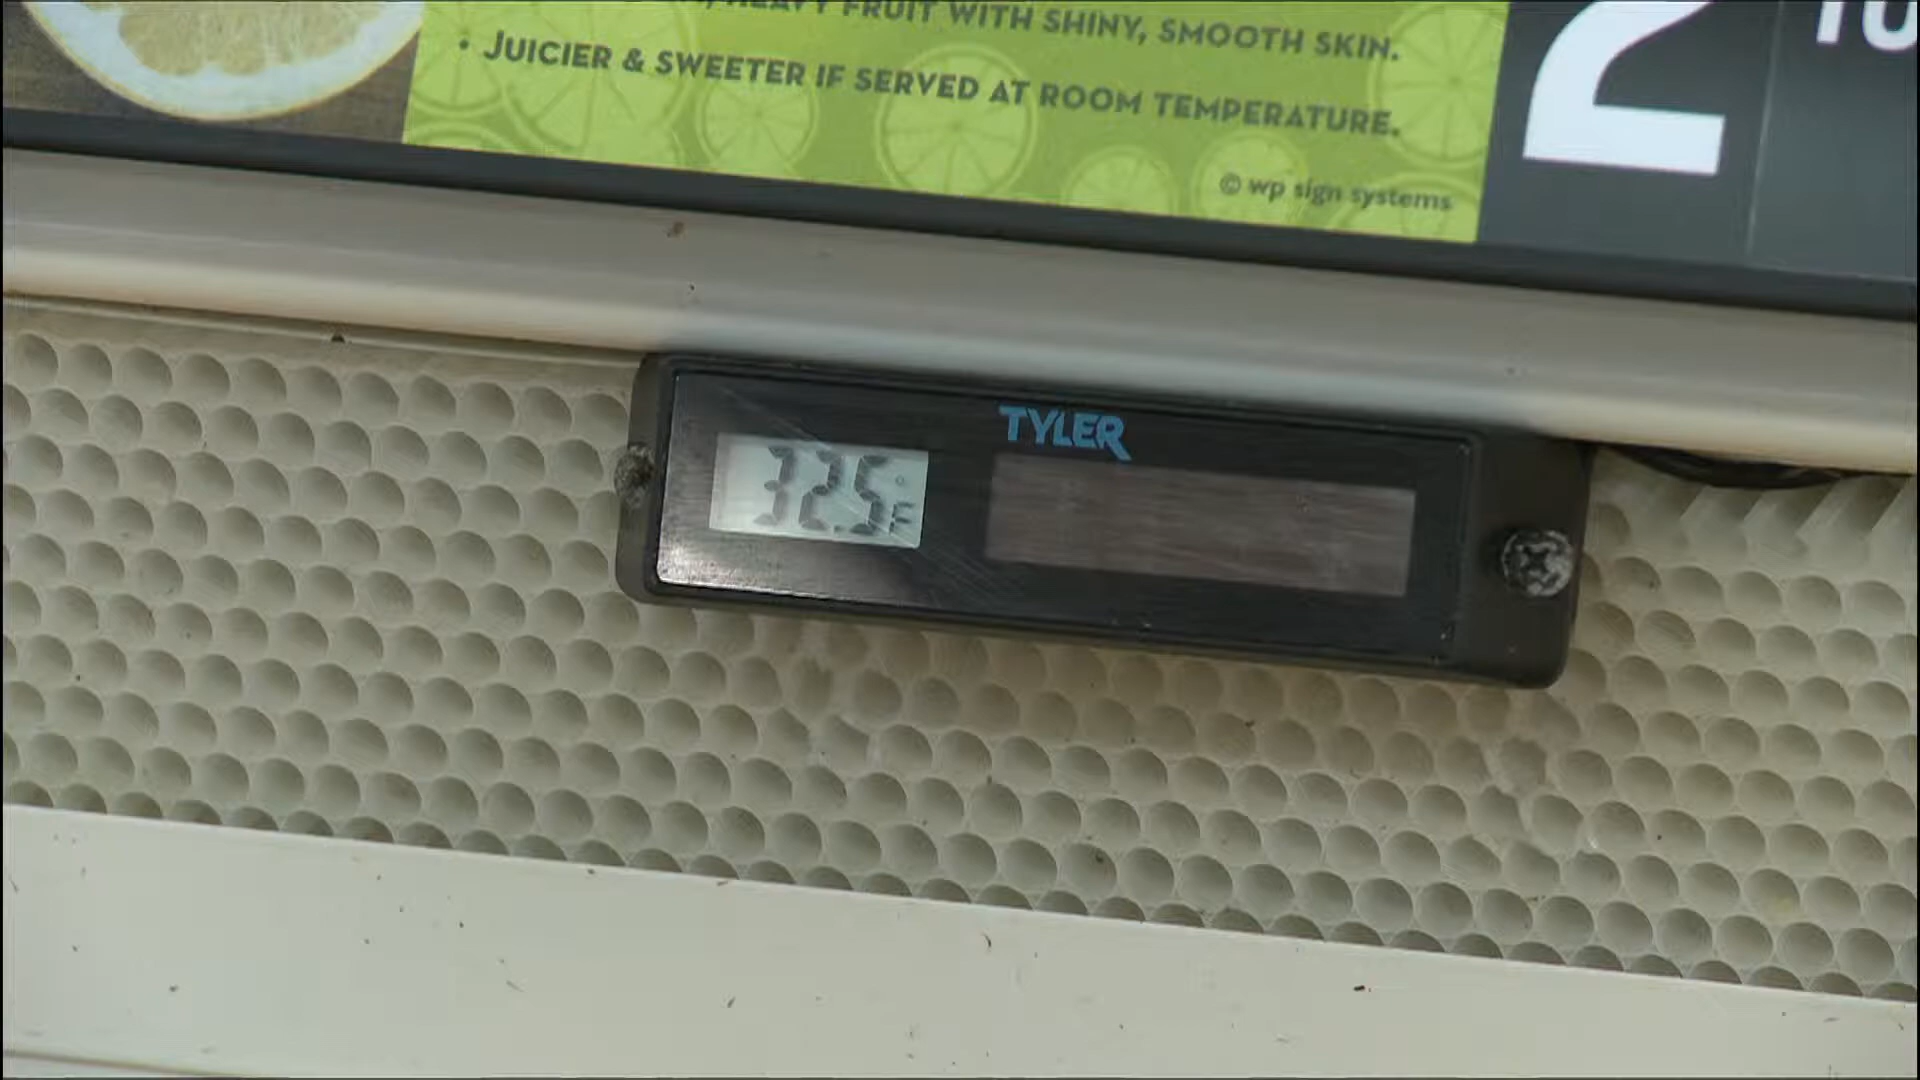 HEAVY FRUIT WITH SHINY, SMOOTH SKIN.
• JUICIER & SWEETER IF SERVED AT ROOM TEMPERATURE.
© wp sign systems
2
TYLER
32.5°F